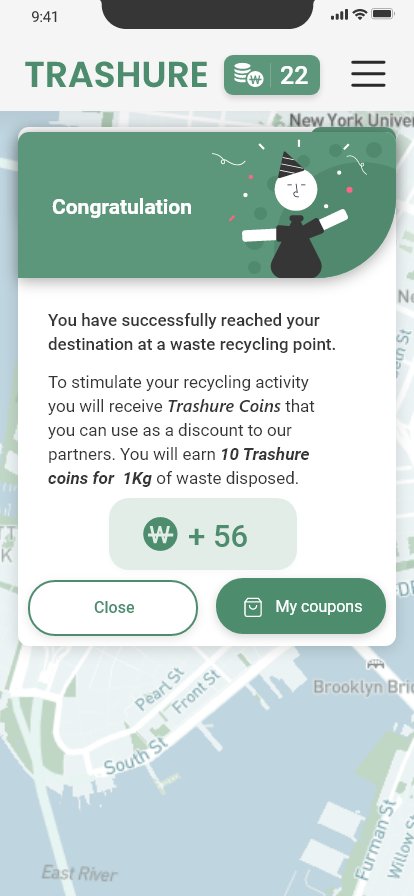 9:41
TRASHURE
22
New York Univer
Congratulation
You have successfully reached your
destination at a waste recycling point.
To stimulate your recycling activity
you will receive Trashure Coins that
you can use as a discount to our
partners. You will earn 10 Trashure
coins for 1Kg of waste disposed.
+ 56
Close
My coupons
Brooklyn Bri
Pearl St
Front St
South St
Furman St
Willow St
East River